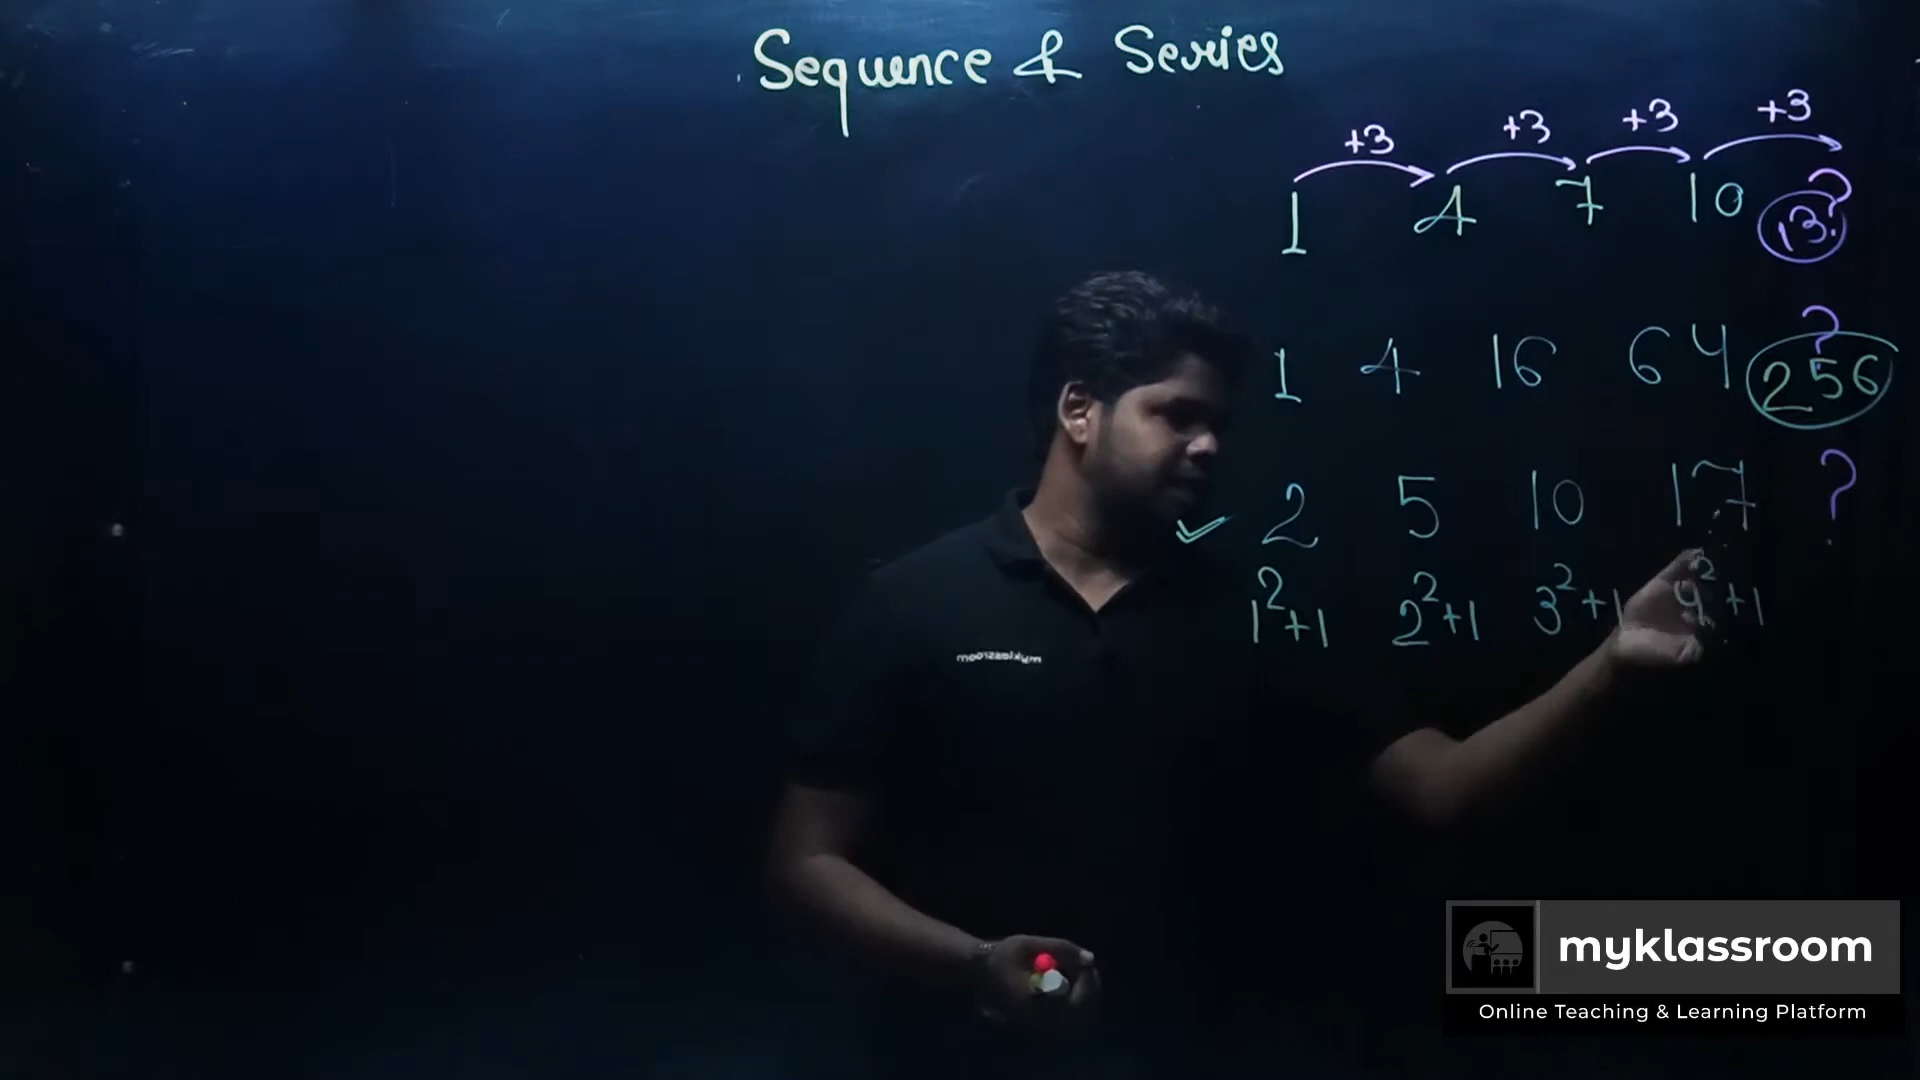 Sequence & Series
+3 +3 +3 +3
1 4 7 10 13 ?
?
1 4 16 64 256
2 5 10 17 ?
1²+1 2²+1 3²+1 4²+1
myklassroom
myklassroom
Online Teaching & Learning Platform